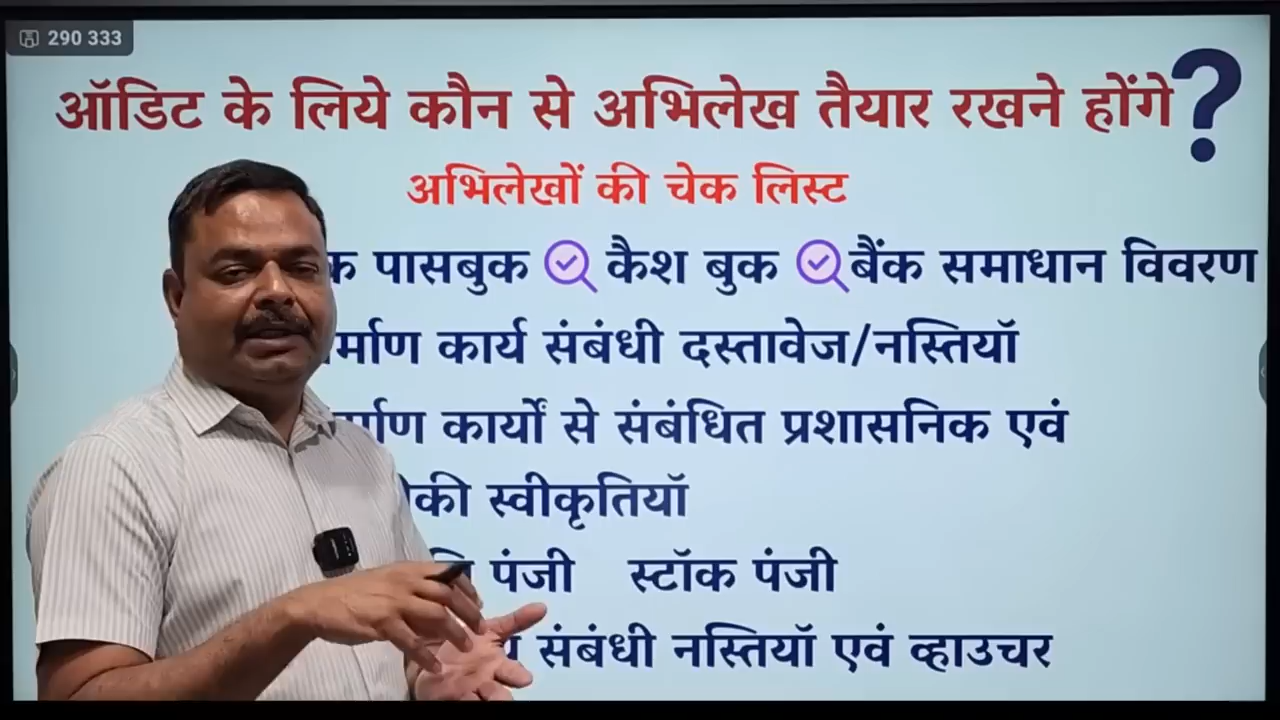 290 333
ऑडिट के लिये कौन से अभिलेख तैयार रखने होंगे?
अभिलेखों की चेक लिस्ट
पासबुक कैश बुक बैंक समाधान विवरण
कार्य संबंधी दस्तावेज/नस्तियॉ
कार्यों से संबंधित प्रशासनिक एवं
स्वीकृतियॉ
पंजी स्टॉक पंजी
संबंधी नस्तियॉ एवं व्हाउचर